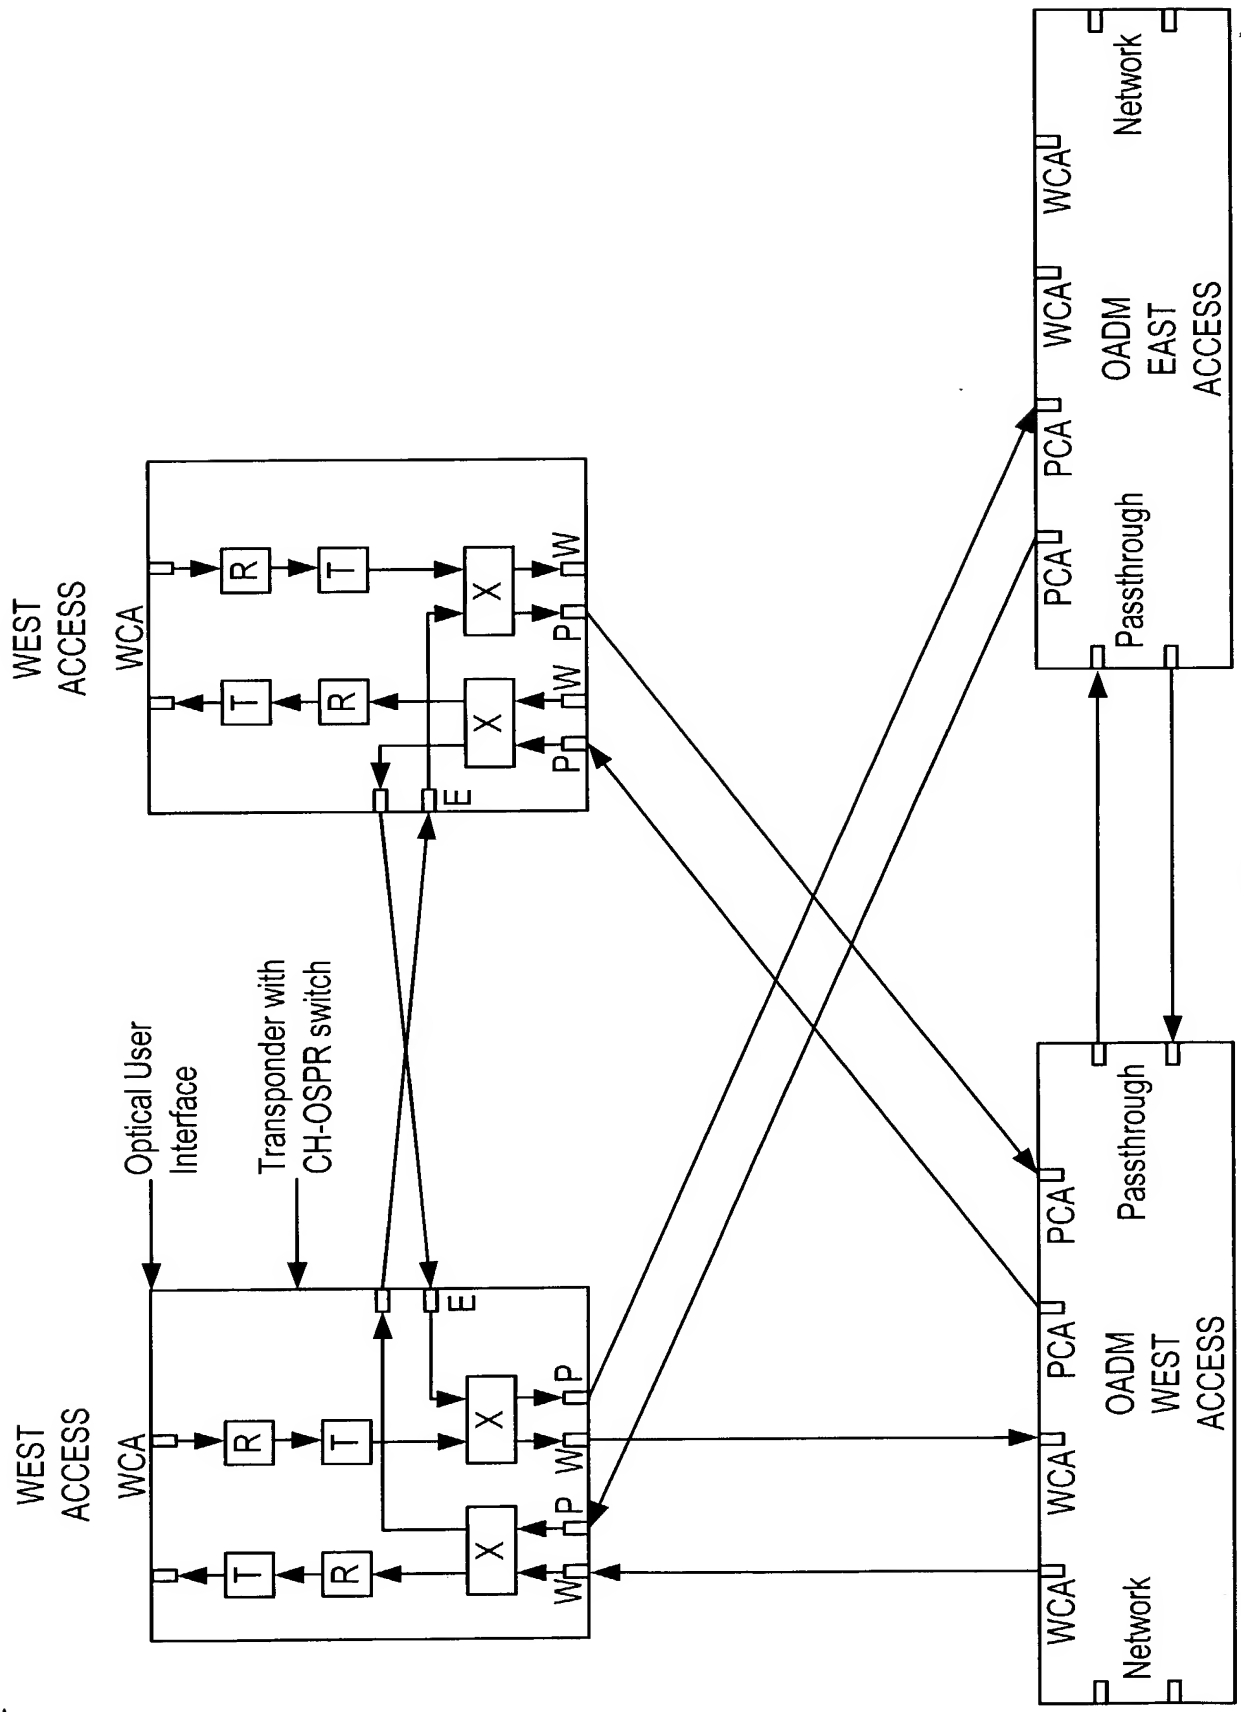 WEST
ACCESS
WCA
R
T
T
R
X
X
W
P
W
P
E
Optical User
Interface
Transponder with
CH-OSPR switch
WEST
ACCESS
WCA
T
R
R
T
X
X
W
P
W
P
E
PCA
PCA
WCA
WCA
Passthrough
Network
OADM
EAST
ACCESS
WCA
WCA
PCA
PCA
Network
Passthrough
OADM
WEST
ACCESS